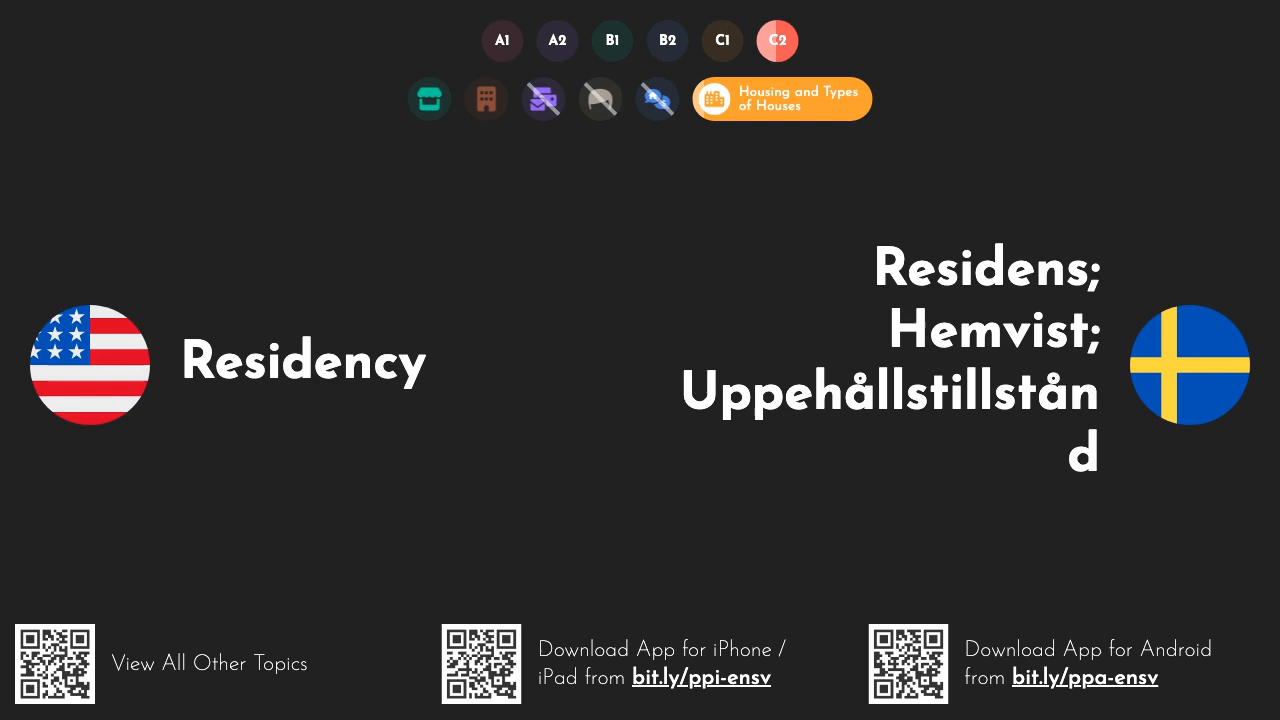 A1 A2 B1 B2 C1 C2
Housing and Types
of Houses
Residency
Residens;
Hemvist;
Uppehållstillstån
d
View All Other Topics
Download App for iPhone /
iPad from bit.ly/ppi-ensv
Download App for Android
from bit.ly/ppa-ensv